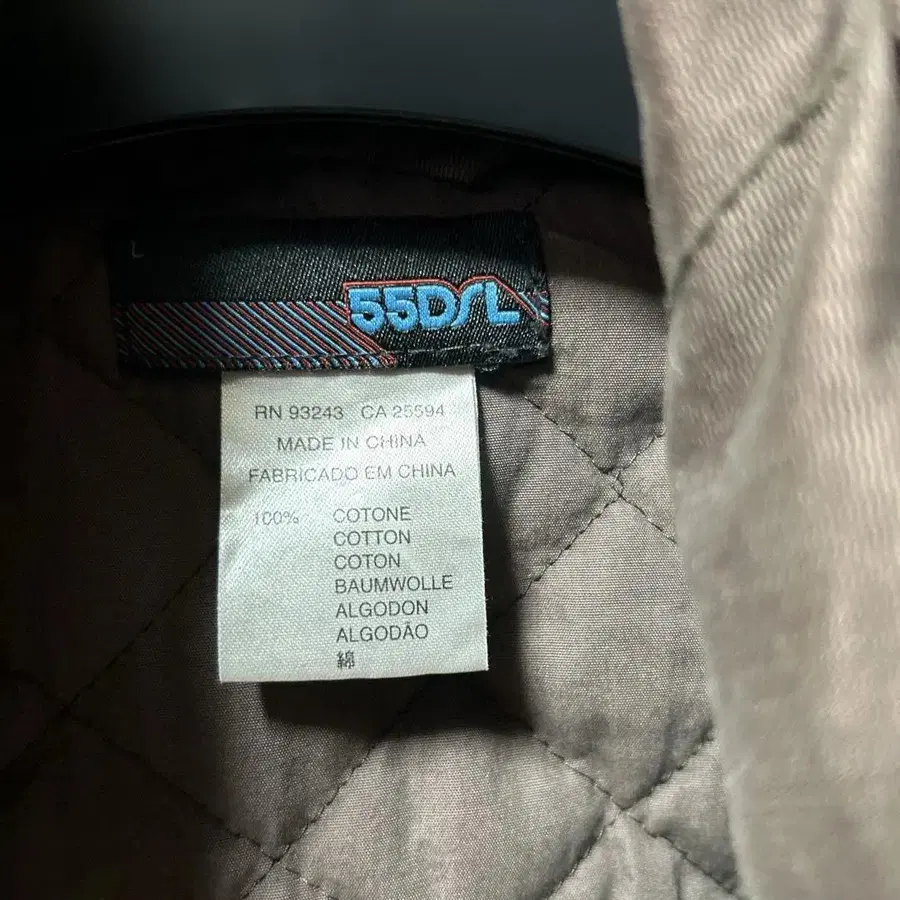 L
55DSL
RN 93243 CA 25594
MADE IN CHINA
FABRICADO EM CHINA
100% COTONE
COTTON
COTON
BAUMWOLLE
ALGODON
ALGODÃO
綿